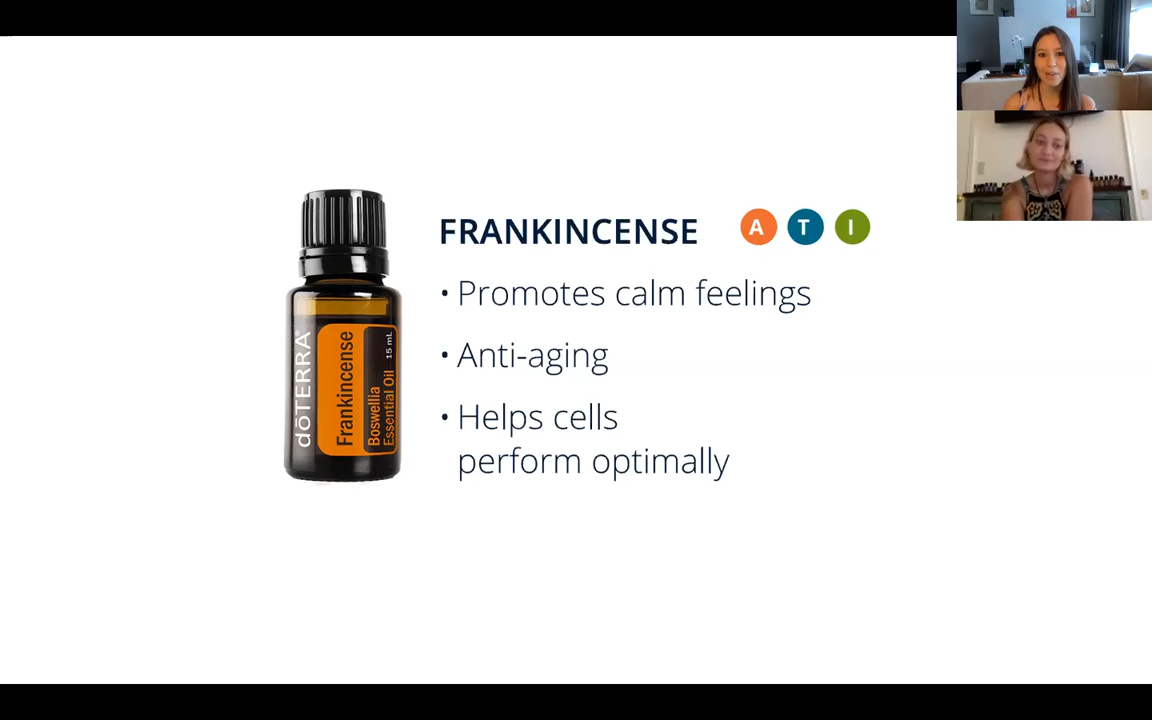 FRANKINCENSE A T I
• Promotes calm feelings
• Anti-aging
• Helps cells
perform optimally
dōTERRA®
Frankincense
Boswellia
Essential Oil 15 mL